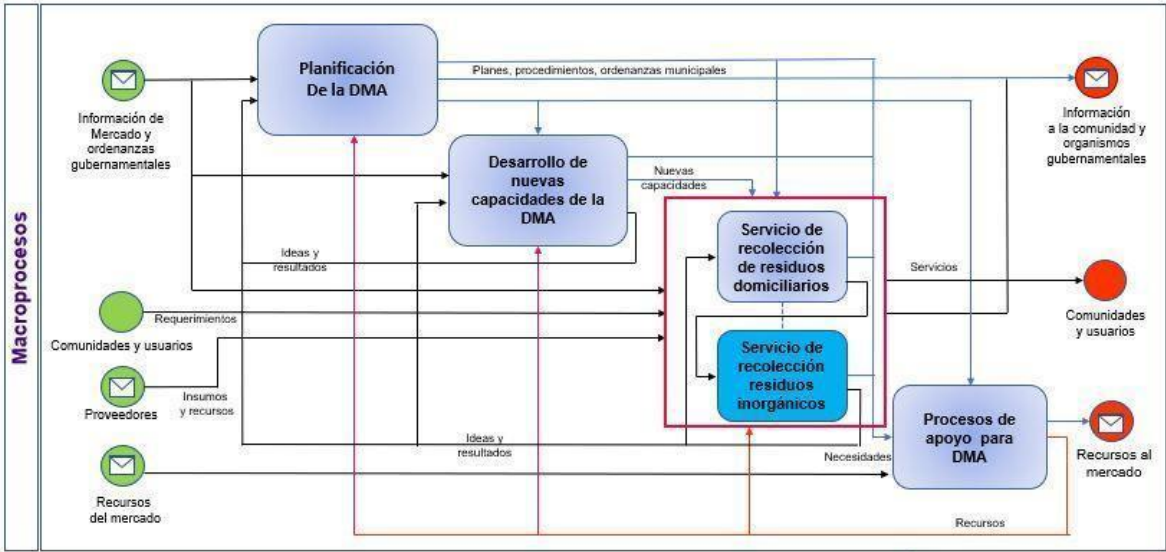 Macroprocesos
Planificación
De la DMA
Planes, procedimientos, ordenanzas municipales
Información de
Mercado y
ordenanzas
gubernamentales
Información
a la comunidad y
organismos
gubernamentales
Desarrollo de
nuevas
capacidades de la
DMA
Nuevas
capacidades
Servicio de
recolección
de residuos
domiciliarios
Ideas y
resultados
Servicios
Requerimientos
Comunidades y usuarios
Comunidades
y usuarios
Servicio de
recolección
residuos
inorgánicos
Proveedores
Insumos
y recursos
Procesos de
apoyo para
DMA
Ideas y
resultados
Necesidades
Recursos al
mercado
Recursos
del mercado
Recursos